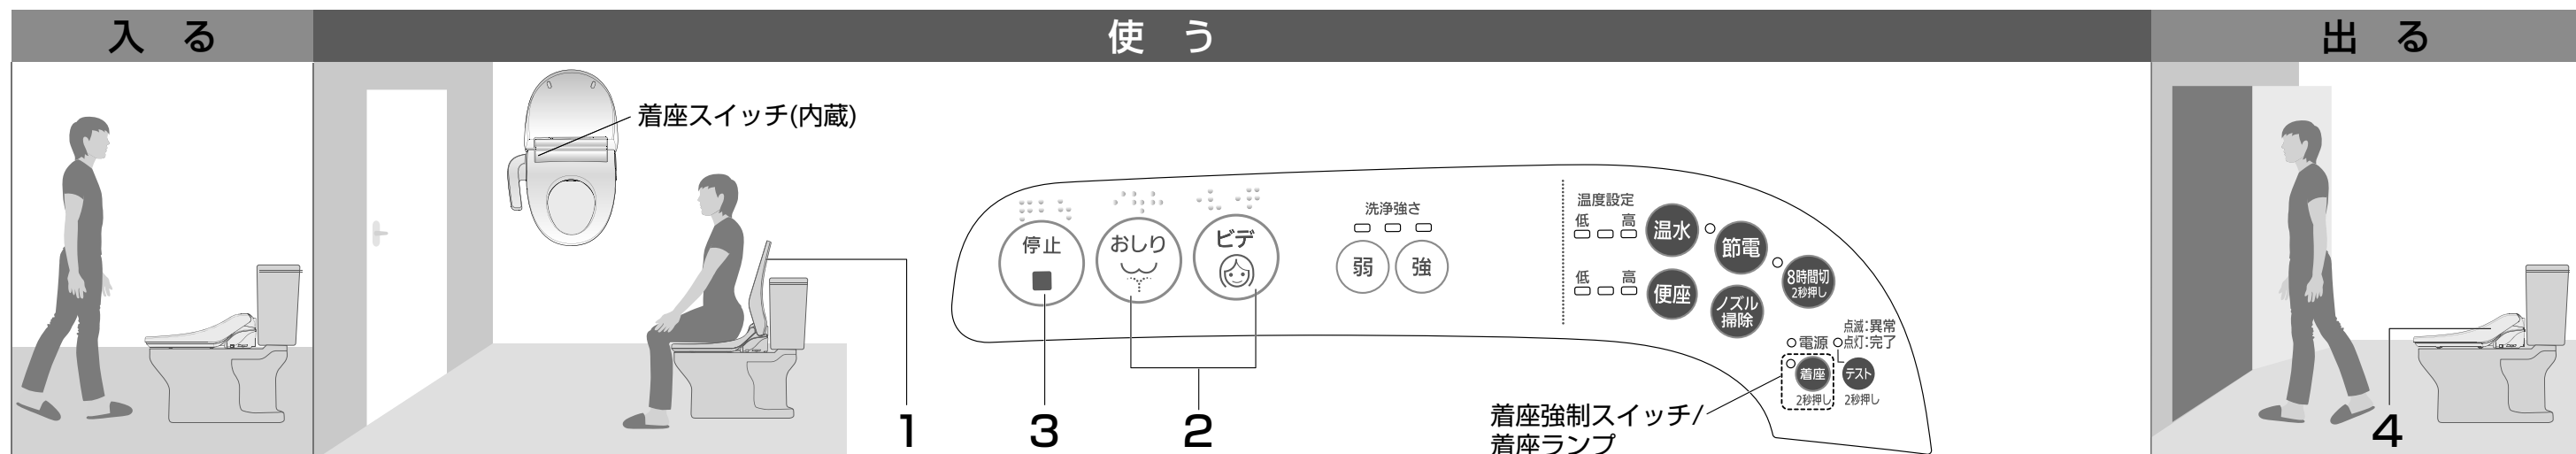 入る
使う
出る
着座スイッチ(内蔵)
停止
おしり
ビデ
洗浄強さ
弱
強
温度設定
低 高
温水
節電
8時間切
2秒押し
低 高
便座
ノズル
掃除
点滅:異常
電源 点灯:完了
着座
テスト
2秒押し 2秒押し
着座強制スイッチ/
着座ランプ
1
3
2
4